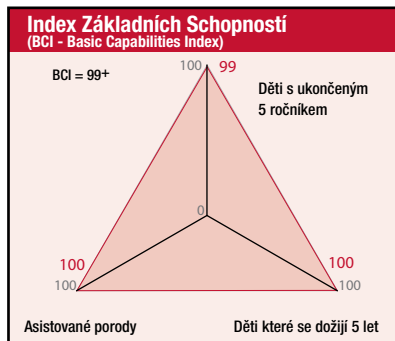 Index Základních Schopností
(BCI - Basic Capabilities Index)
BCI = 99+
100 99
Děti s ukončeným
5 ročníkem
0
100 100
100 100
Asistované porody Děti které se dožijí 5 let